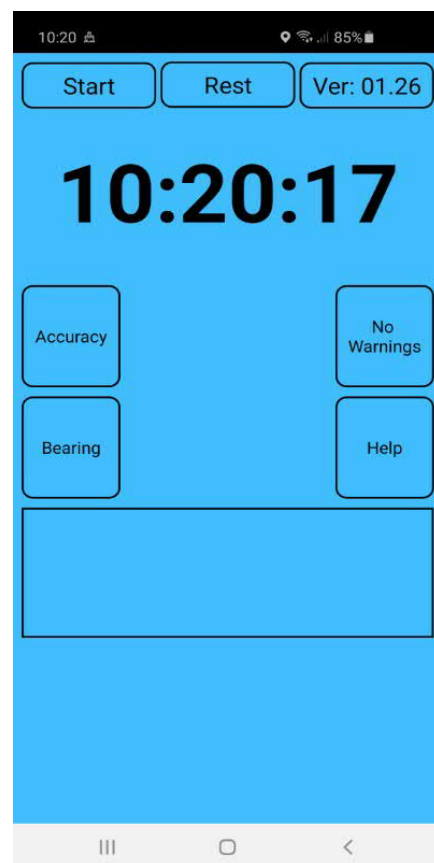 10:20 85%
Start Rest Ver: 01.26
10:20:17
Accuracy
No
Warnings
Bearing
Help